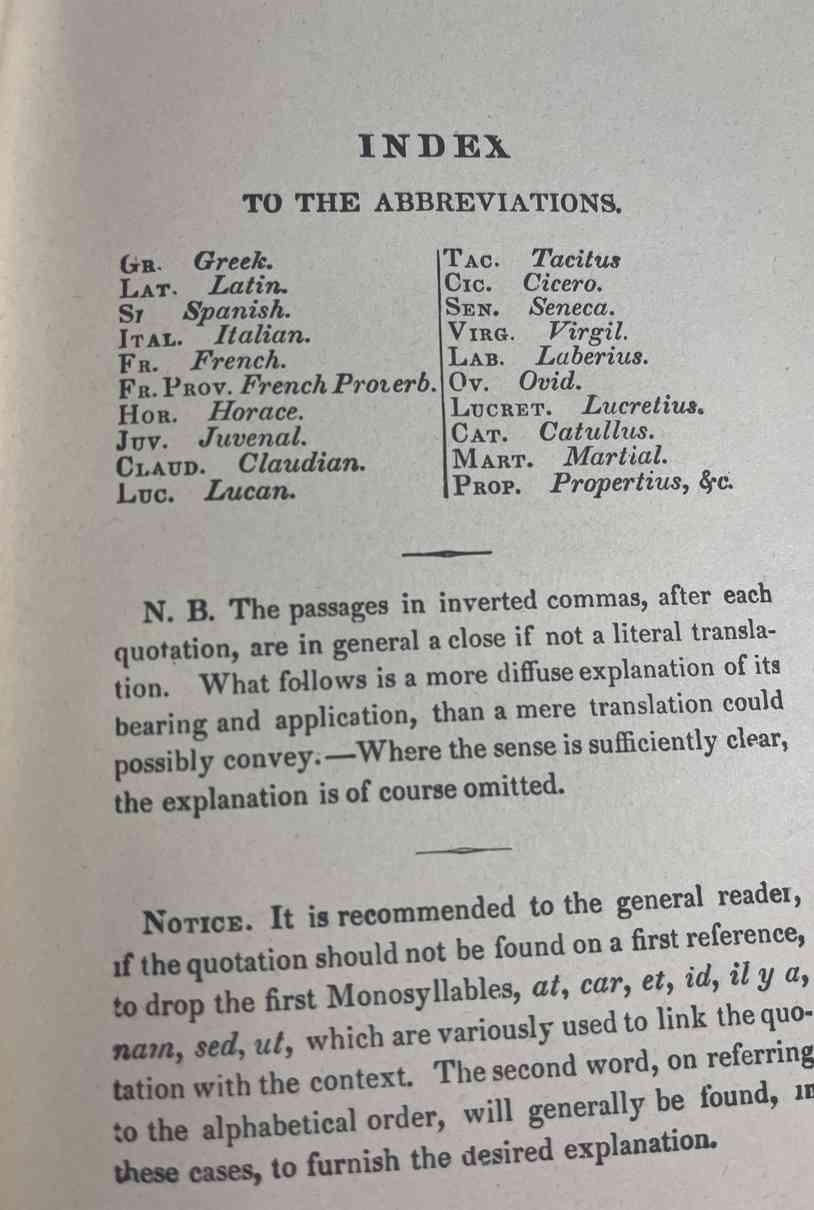 INDEX
TO THE ABBREVIATIONS.
GR. Greek.
LAT. Latin.
Spanish.
ITAL. Italian.
FR. French.
FR. PROV. French Proverb.
HOR. Horace.
JUV. Juvenal.
CLAUD. Claudian.
LUC. Lucan.
TAC. Tacitus
CIC. Cicero.
SEN. Seneca.
VIRG. Virgil.
LAB. Laberius.
OV. Ovid.
LUCRET. Lucretius.
CAT. Catullus.
MART. Martial.
PROP. Propertius, &c.
N. B. The passages in inverted commas, after each
quotation, are in general a close if not a literal transla-
tion. What follows is a more diffuse explanation of its
bearing and application, than a mere translation could
possibly convey.—Where the sense is sufficiently clear,
the explanation is of course omitted.
NOTICE. It is recommended to the general reader,
if the quotation should not be found on a first reference,
to drop the first Monosyllables, at, car, et, id, il y a,
nam, sed, ut, which are variously used to link the quo-
tation with the context. The second word, on referring
to the alphabetical order, will generally be found, in
these cases, to furnish the desired explanation.